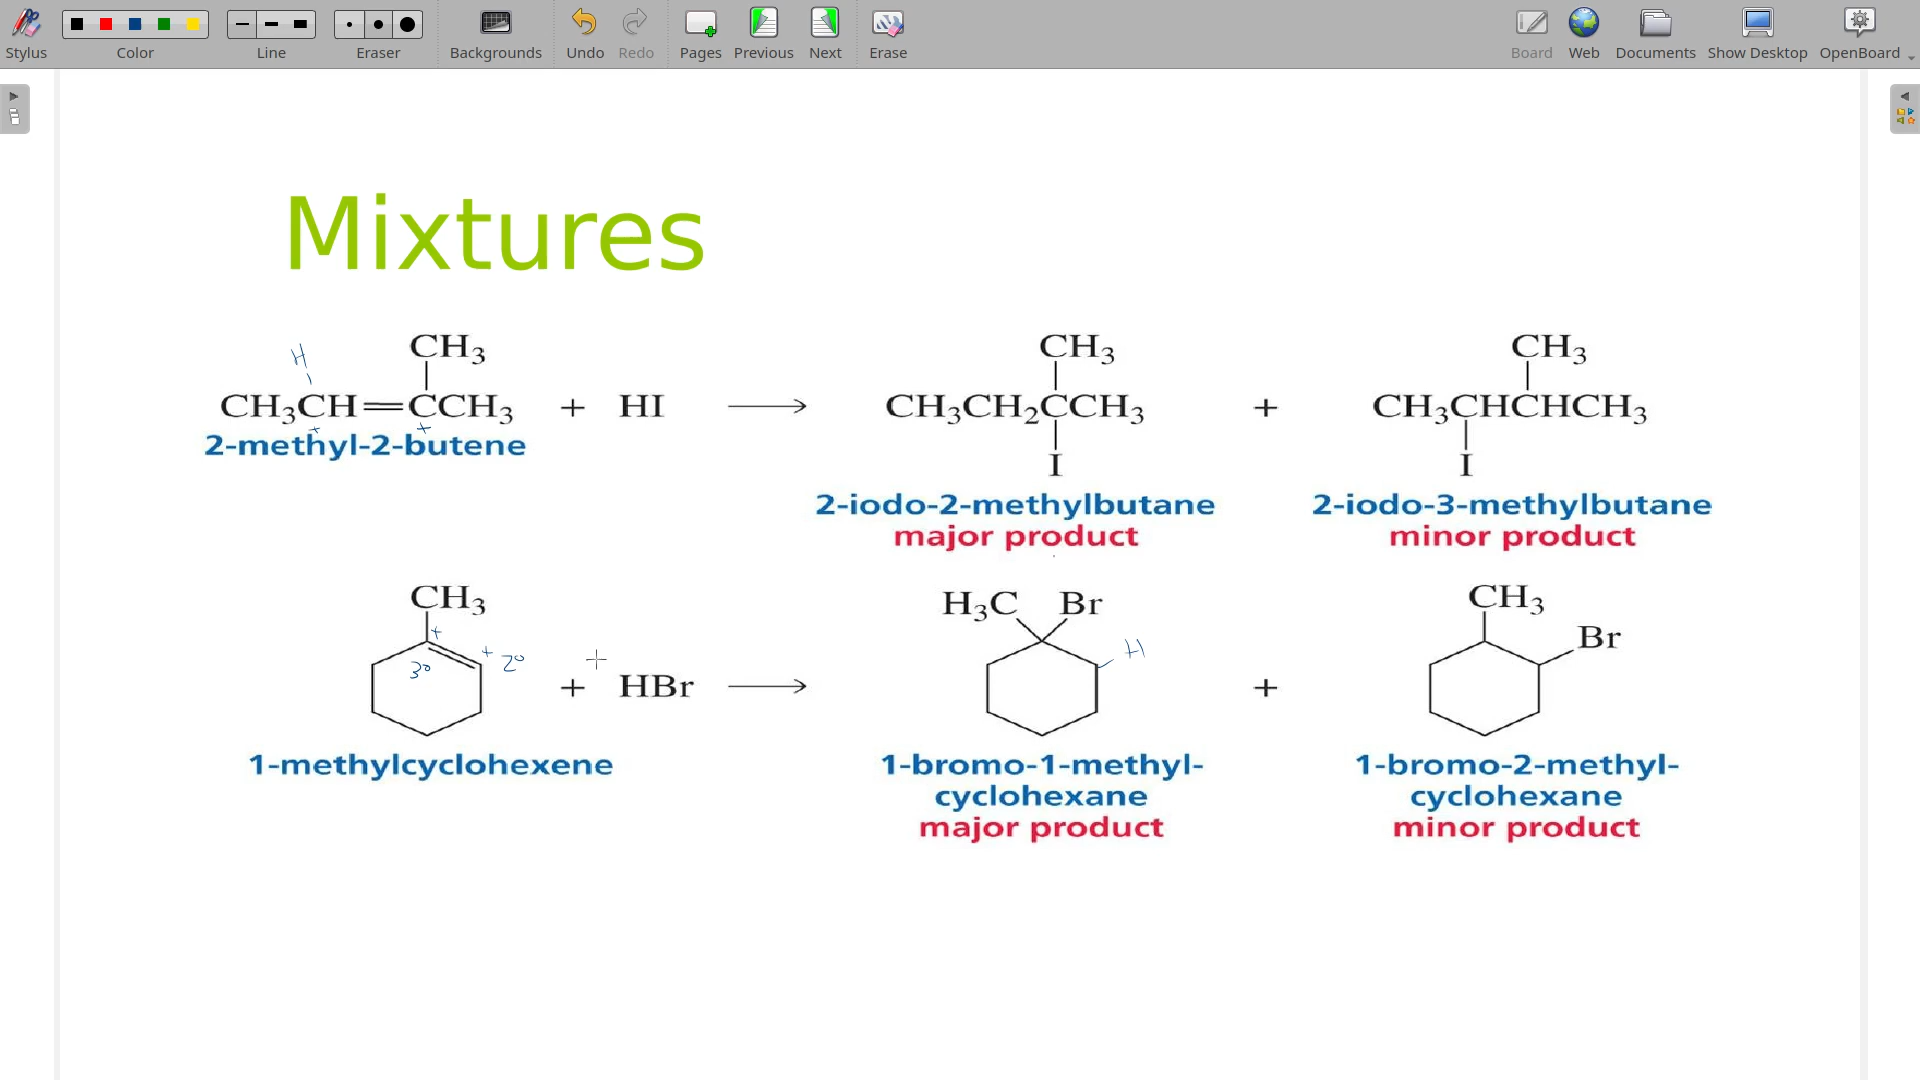 Stylus Color Line Eraser Backgrounds Undo Redo Pages Previous Next Erase Board Web Documents Show Desktop OpenBoard
Mixtures
H
CH₃ CH₃ CH₃
CH₃CH=CCH₃ + HI → CH₃CH₂CCH₃ + CH₃CHCHCH₃
+ +
2-methyl-2-butene
I I
2-iodo-2-methylbutane 2-iodo-3-methylbutane
major product minor product
CH₃ H₃C Br CH₃
+ Br
3° + 2° H
+ HBr → +
1-methylcyclohexene 1-bromo-1-methyl- 1-bromo-2-methyl-
cyclohexane cyclohexane
major product minor product